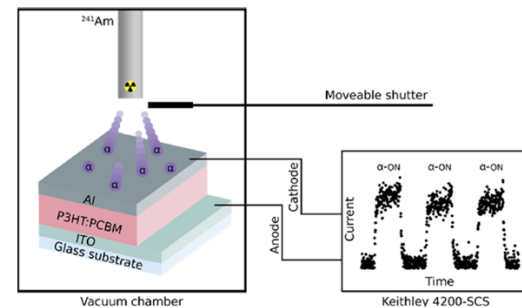 ²⁴¹Am
Moveable shutter
α α α α α
Al
P3HT:PCBM
ITO
Glass substrate
Cathode
Anode
α-ON α-ON α-ON
Current
Time
Vacuum chamber
Keithley 4200-SCS